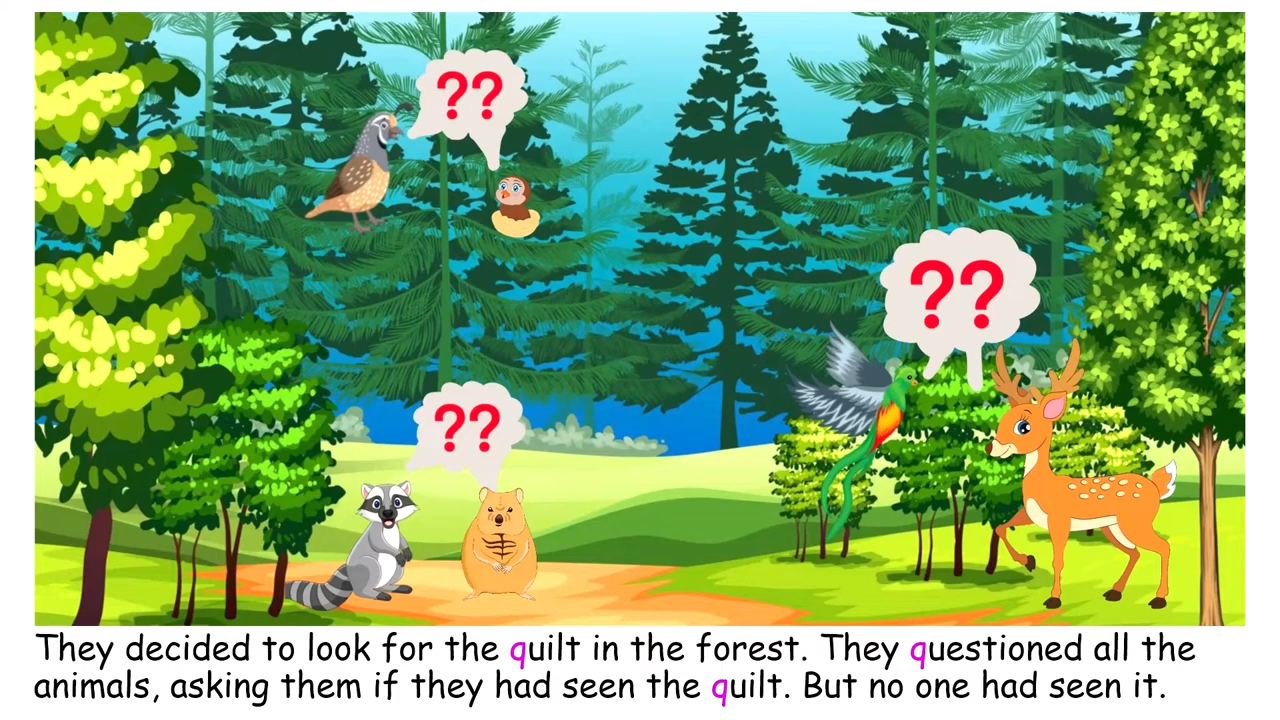 ??
??
??
They decided to look for the quilt in the forest. They questioned all the
animals, asking them if they had seen the quilt. But no one had seen it.